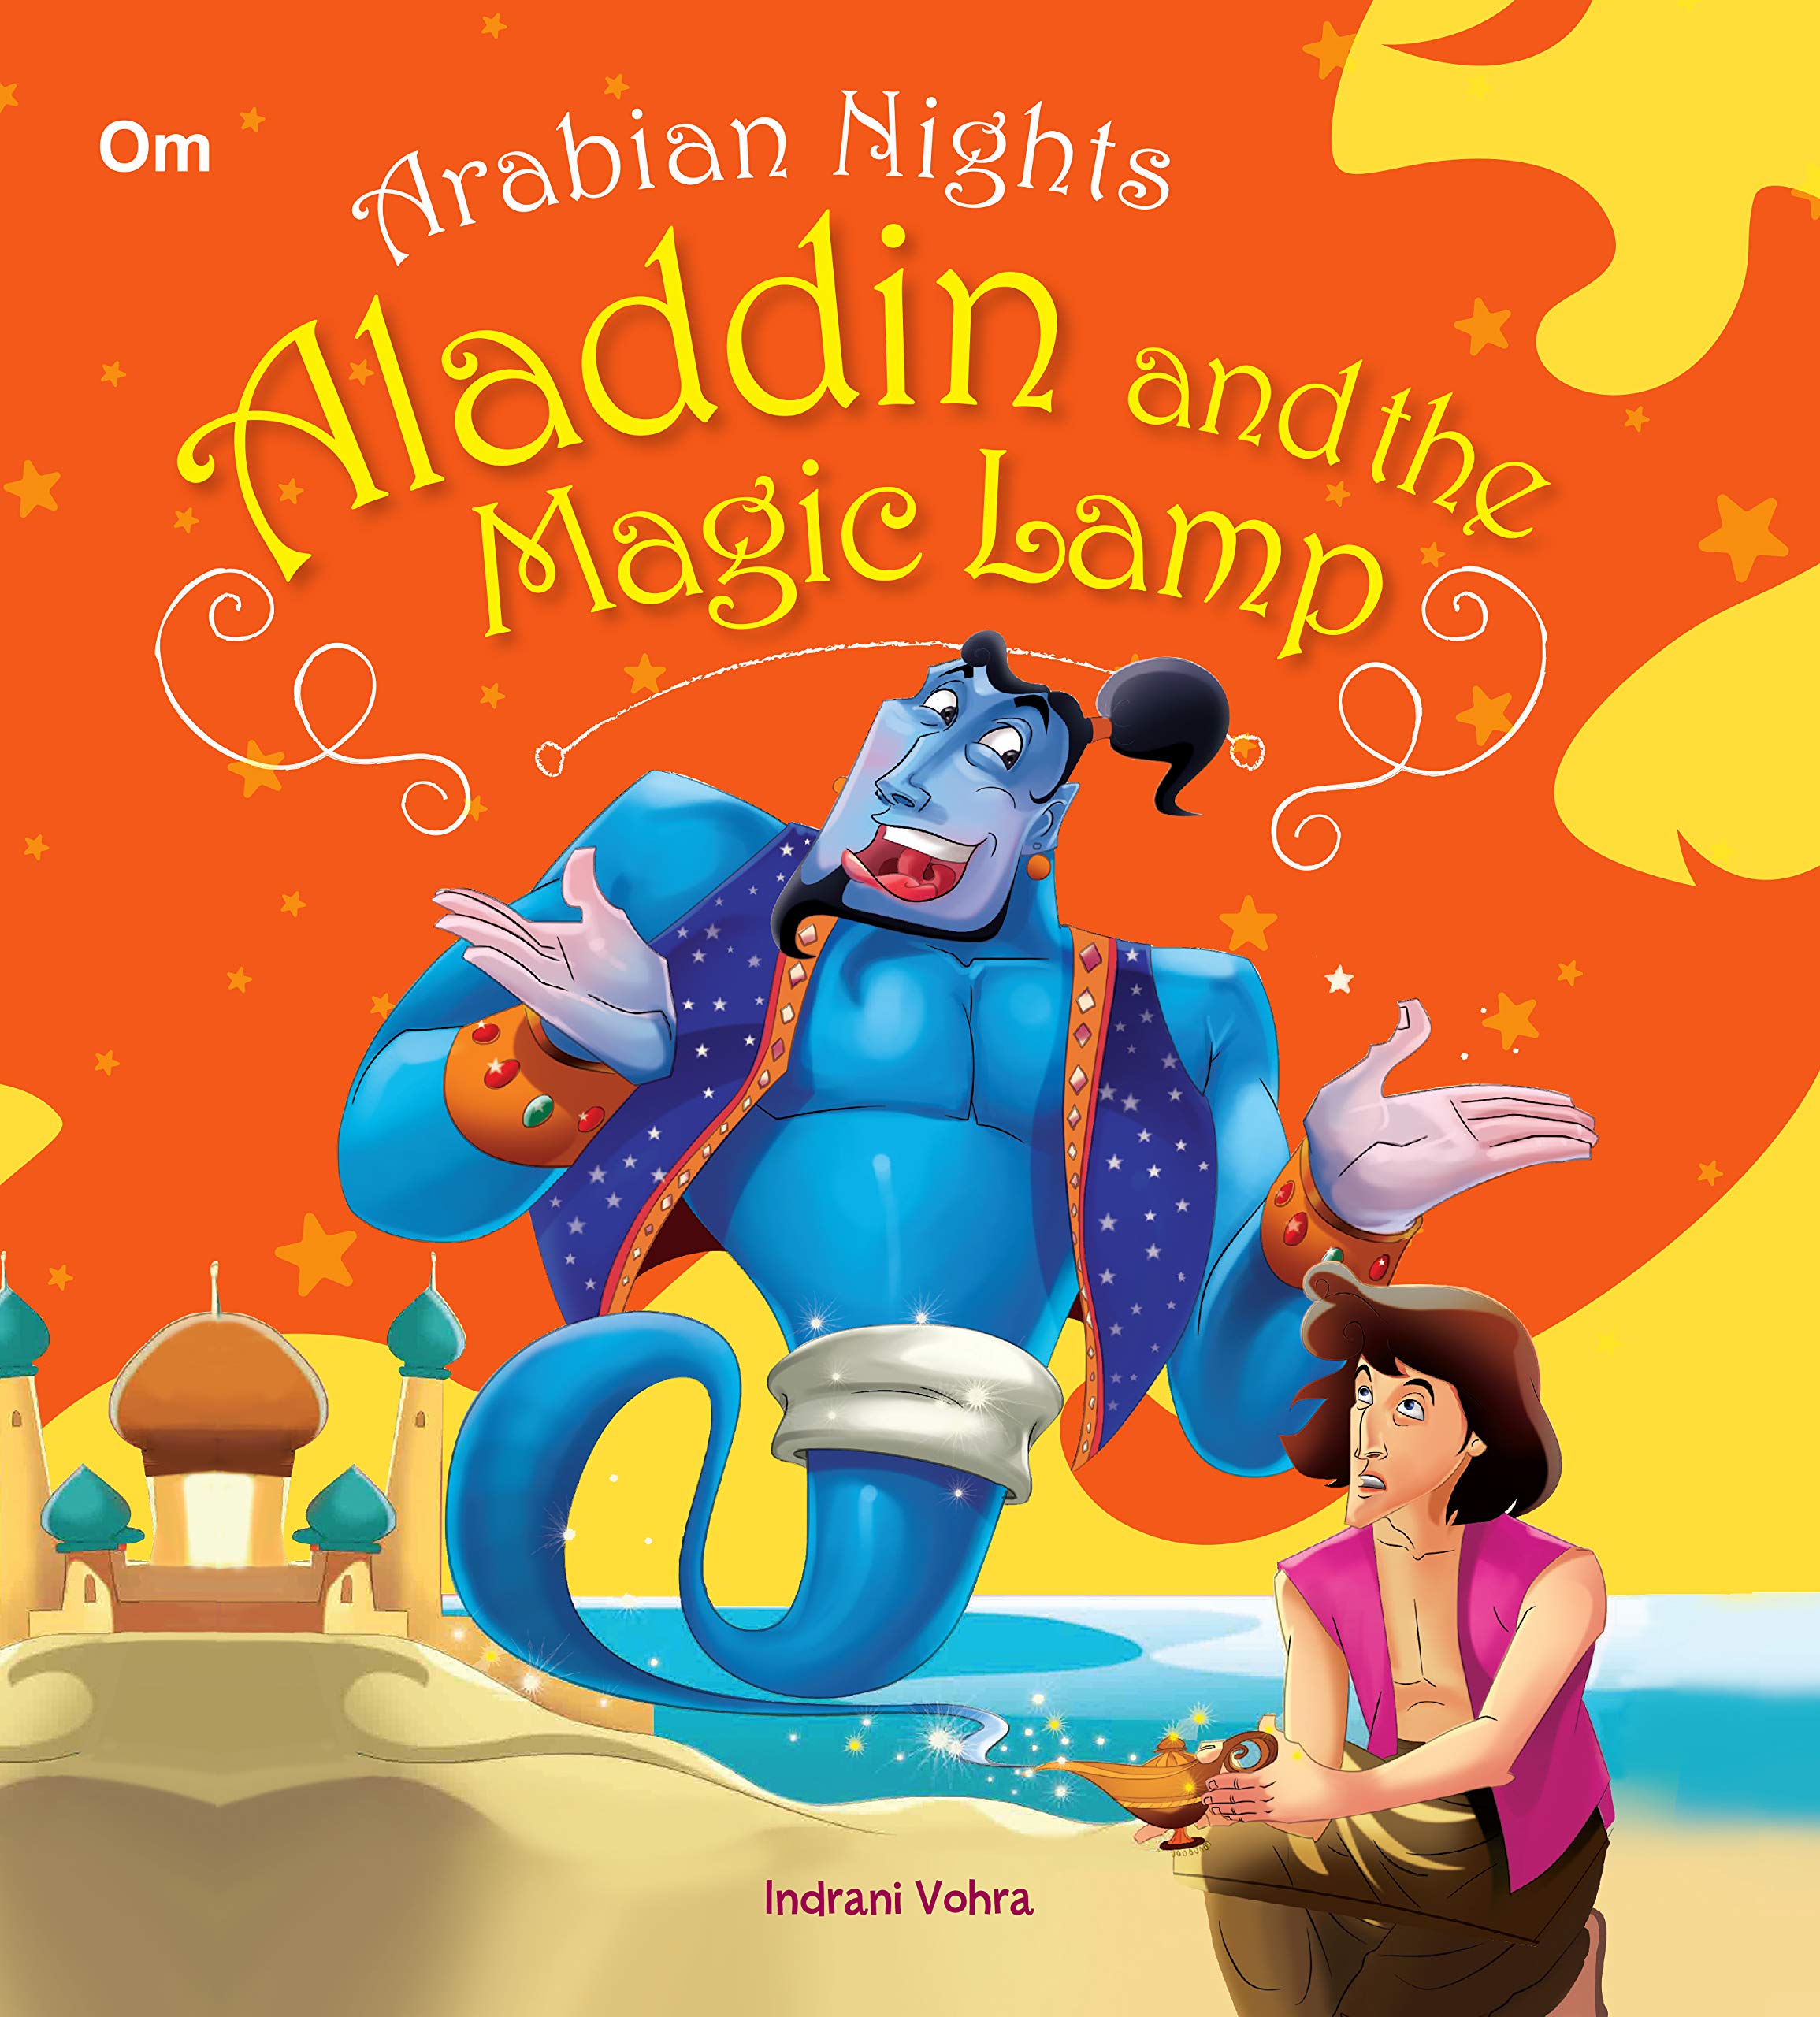 Om
Arabian Nights
Aladdin and the
Magic Lamp
Indrani Vohra